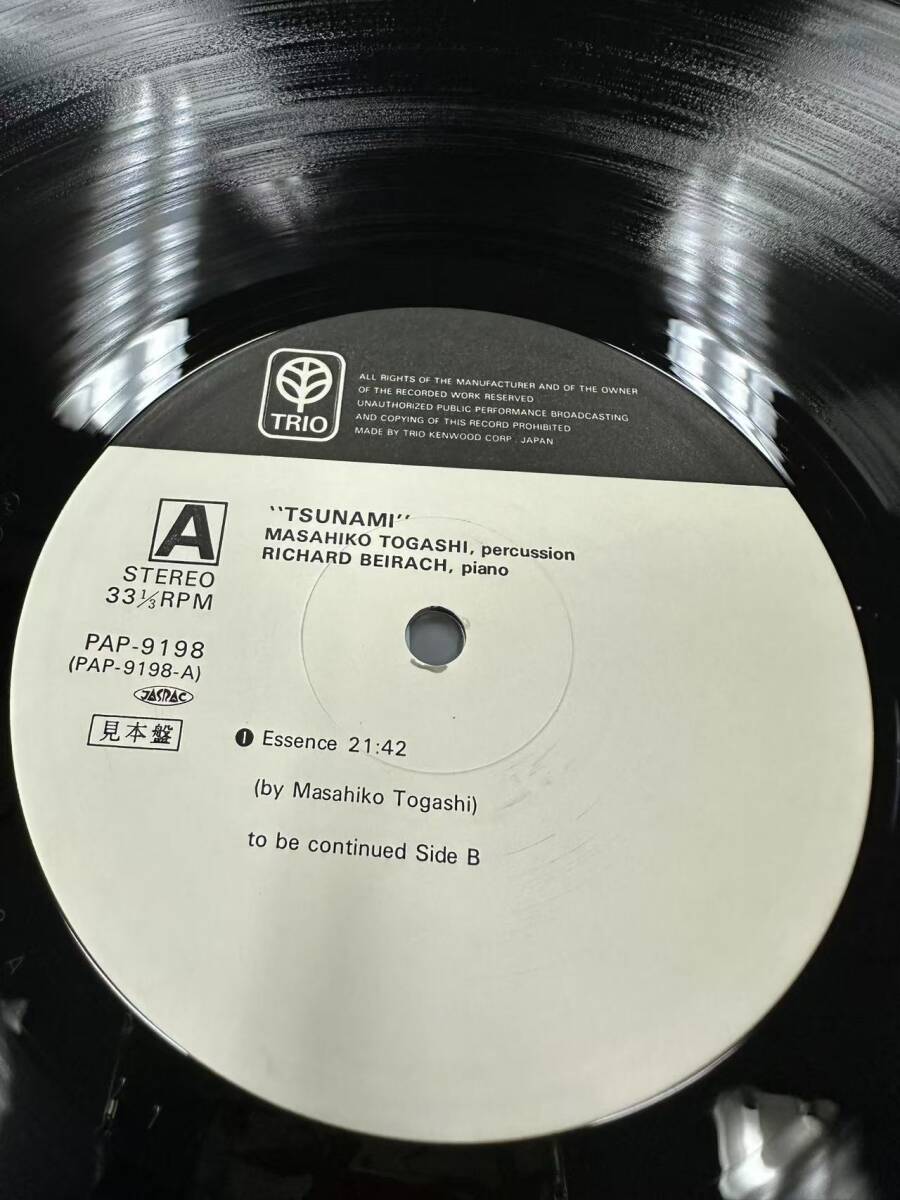 TRIO
ALL RIGHTS OF THE MANUFACTURER AND OF THE OWNER
OF THE RECORDED WORK RESERVED
UNAUTHORIZED PUBLIC PERFORMANCE BROADCASTING
AND COPYING OF THIS RECORD PROHIBITED
MADE BY TRIO KENWOOD CORP. JAPAN
A
STEREO
33⅓RPM
PAP-9198
(PAP-9198-A)
JASRAC
見本盤
"TSUNAMI"
MASAHIKO TOGASHI, percussion
RICHARD BEIRACH, piano
❶ Essence 21:42
(by Masahiko Togashi)
to be continued Side B